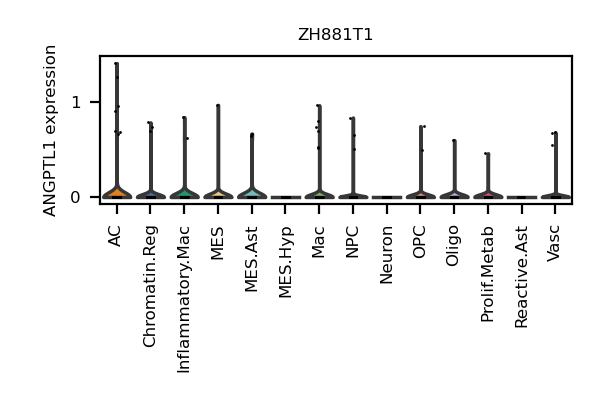 ZH881T1
ANGPTL1 expression
1
0
AC
Chromatin.Reg
Inflammatory.Mac
MES
MES.Ast
MES.Hyp
Mac
NPC
Neuron
OPC
Oligo
Prolif.Metab
Reactive.Ast
Vasc